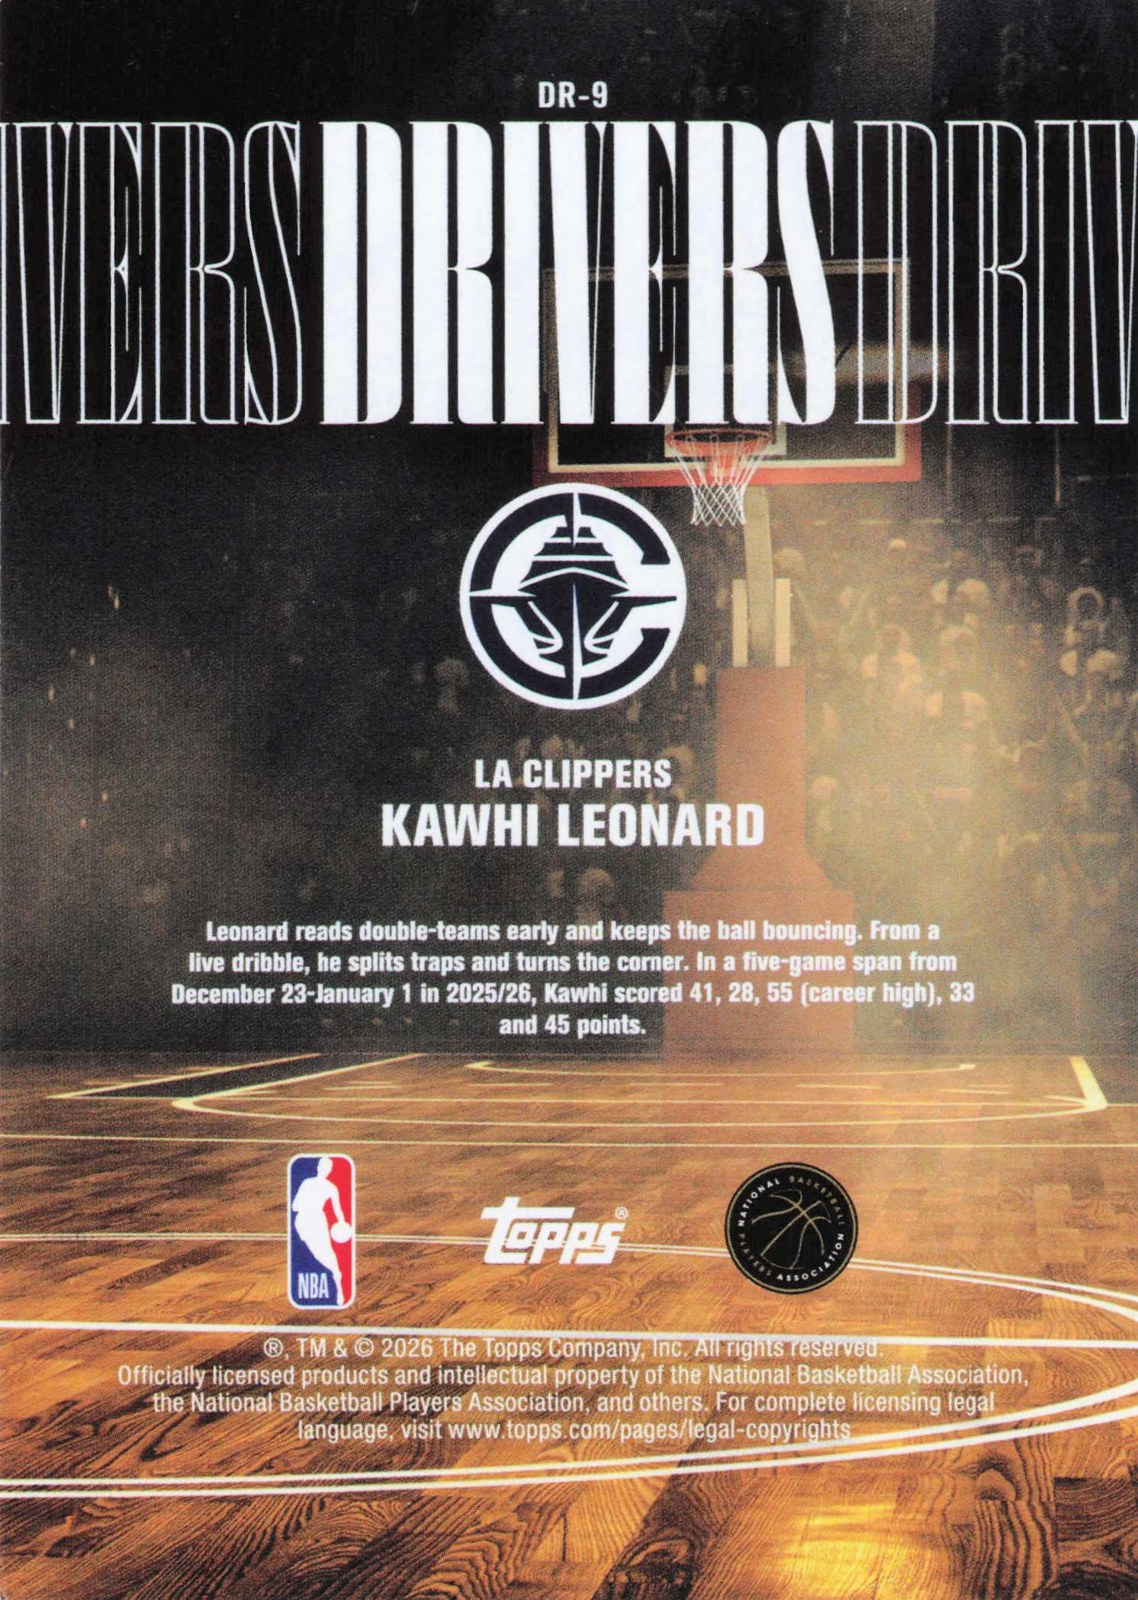 DR-9
IVERS DRIVERS DRIV
LA CLIPPERS
KAWHI LEONARD
Leonard reads double-teams early and keeps the ball bouncing. From a
live dribble, he splits traps and turns the corner. In a five-game span from
December 23-January 1 in 2025/26, Kawhi scored 41, 28, 55 (career high), 33
and 45 points.
NBA
topps®
NATIONAL BASKETBALL PLAYERS ASSOCIATION
®, TM & © 2026 The Topps Company, Inc. All rights reserved.
Officially licensed products and intellectual property of the National Basketball Association,
the National Basketball Players Association, and others. For complete licensing legal
language, visit www.topps.com/pages/legal-copyrights